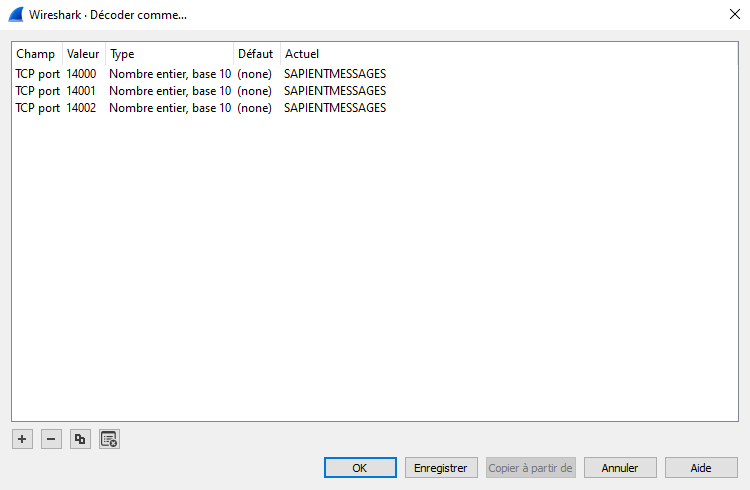 Wireshark · Décoder comme...
Champ Valeur Type Défaut Actuel
TCP port 14000 Nombre entier, base 10 (none) SAPIENTMESSAGES
TCP port 14001 Nombre entier, base 10 (none) SAPIENTMESSAGES
TCP port 14002 Nombre entier, base 10 (none) SAPIENTMESSAGES
OK Enregistrer Copier à partir de Annuler Aide